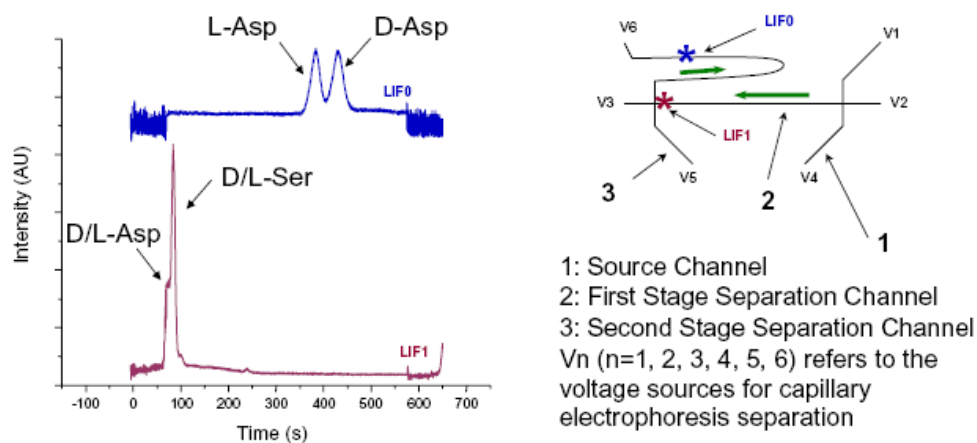 L-Asp
D-Asp
LIF0
D/L-Ser
D/L-Asp
LIF1
Intensity (AU)
-100 0 100 200 300 400 500 600 700
Time (s)
V6
LIF0
V1
V3
V2
LIF1
V5
V4
3
2
1
1: Source Channel
2: First Stage Separation Channel
3: Second Stage Separation Channel
Vn (n=1, 2, 3, 4, 5, 6) refers to the
voltage sources for capillary
electrophoresis separation